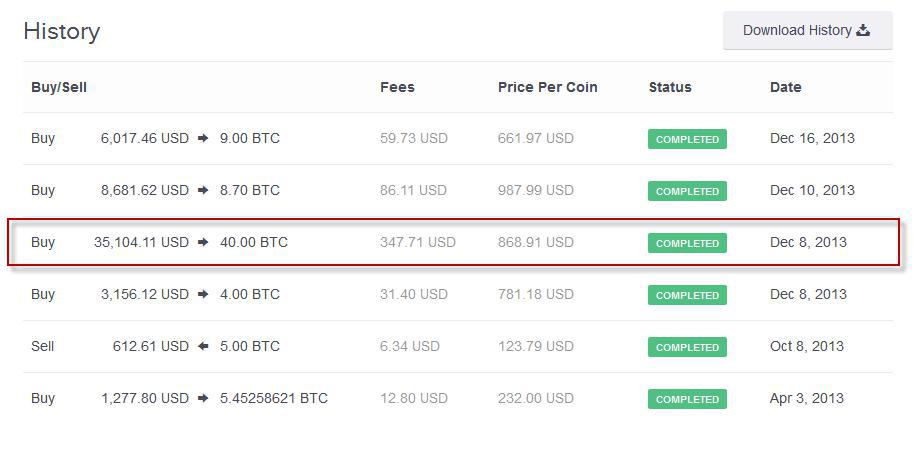 History
Download History
Buy/Sell Fees Price Per Coin Status Date
Buy 6,017.46 USD 9.00 BTC 59.73 USD 661.97 USD COMPLETED Dec 16, 2013
Buy 8,681.62 USD 8.70 BTC 86.11 USD 987.99 USD COMPLETED Dec 10, 2013
Buy 35,104.11 USD 40.00 BTC 347.71 USD 868.91 USD COMPLETED Dec 8, 2013
Buy 3,156.12 USD 4.00 BTC 31.40 USD 781.18 USD COMPLETED Dec 8, 2013
Sell 612.61 USD 5.00 BTC 6.34 USD 123.79 USD COMPLETED Oct 8, 2013
Buy 1,277.80 USD 5.45258621 BTC 12.80 USD 232.00 USD COMPLETED Apr 3, 2013